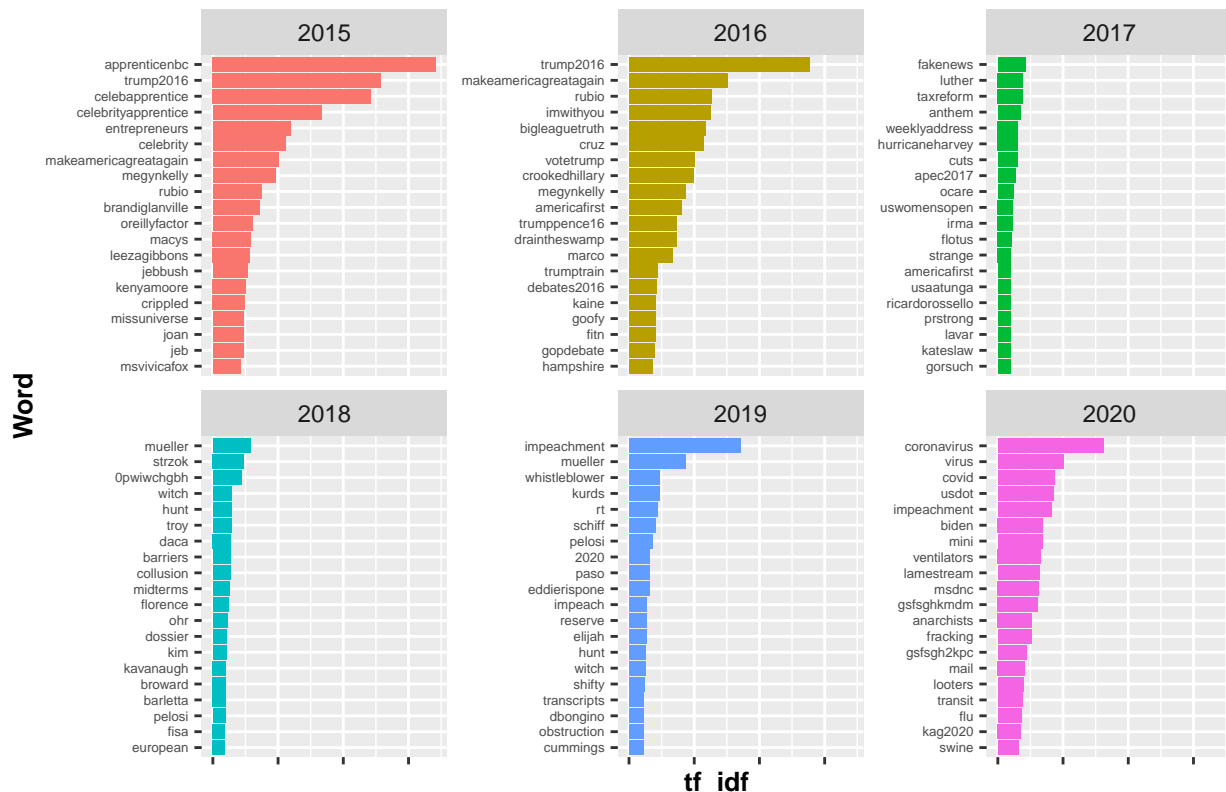 2015
apprenticenbc
trump2016
celebapprentice
celebrityapprentice
entrepreneurs
celebrity
makeamericagreatagain
megynkelly
rubio
brandiglanville
oreillyfactor
macys
leezagibbons
jebbush
kenyamoore
crippled
missuniverse
joan
jeb
msvivicafox
2016
trump2016
makeamericagreatagain
rubio
imwithyou
bigleaguetruth
cruz
votetrump
crookedhillary
megynkelly
americafirst
trumppence16
draintheswamp
marco
trumptrain
debates2016
kaine
goofy
fitn
gopdebate
hampshire
2017
fakenews
luther
taxreform
anthem
weeklyaddress
hurricaneharvey
cuts
apec2017
ocare
uswomensopen
irma
flotus
strange
americafirst
usaatunga
ricardorossello
prstrong
lavar
kateslaw
gorsuch
Word
2018
mueller
strzok
0pwiwchgbh
witch
hunt
troy
daca
barriers
collusion
midterms
florence
ohr
dossier
kim
kavanaugh
broward
barletta
pelosi
fisa
european
2019
impeachment
mueller
whistleblower
kurds
rt
schiff
pelosi
2020
paso
eddierispone
impeach
reserve
elijah
hunt
witch
shifty
transcripts
dbongino
obstruction
cummings
2020
coronavirus
virus
covid
usdot
impeachment
biden
mini
ventilators
lamestream
msdnc
gsfsghkmdm
anarchists
fracking
gsfsgh2kpc
mail
looters
transit
flu
kag2020
swine
tf_idf